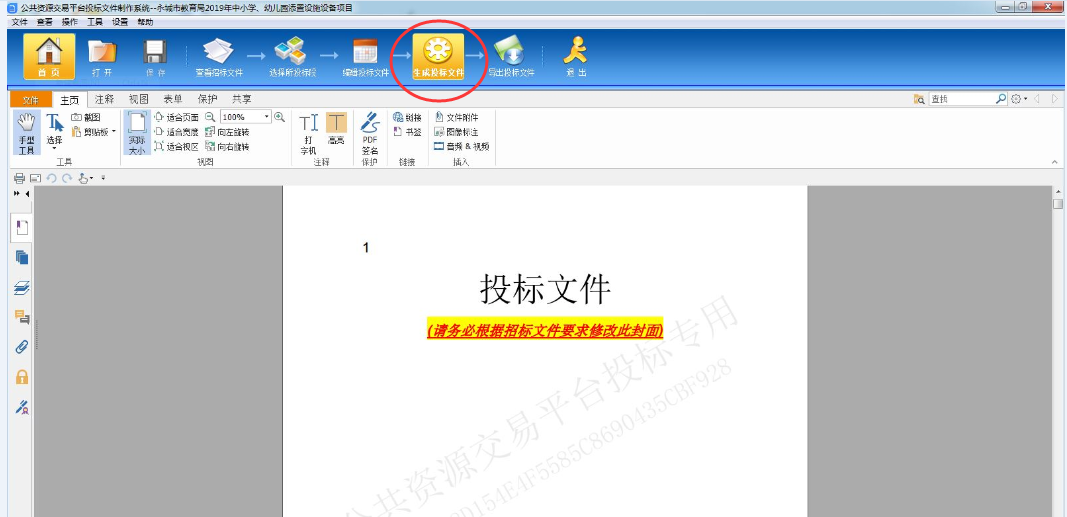 公共资源交易平台投标文件制作系统--永城市教育局2019年中小学、幼儿园添置设施设备项目
文件 查看 操作 工具 设置 帮助
首 页 打 开 保 存 查看招标文件 选择所投标段 编辑投标文件 生成投标文件 导出投标文件 退 出
文件 主页 注释 视图 表单 保护 共享 查找
手型工具 选择 截图 剪贴板 实际大小 适合页面 适合宽度 适合视区 100% 向左旋转 向右旋转 打字机 高亮 PDF签名 链接 书签 文件附件 图像标注 音频 & 视频
工具 视图 注释 保护 链接 插入
1
投标文件
(请务必根据招标文件要求修改此封面)
公共资源交易平台投标专用
D154E4F5585C8690435CBF928